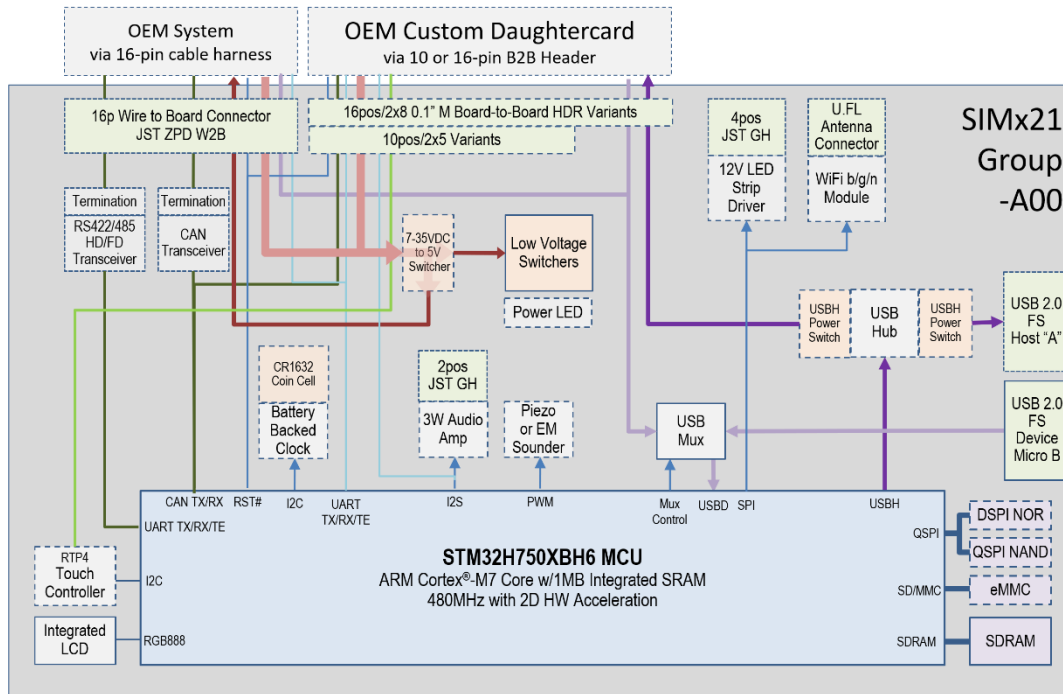 OEM System
via 16-pin cable harness
OEM Custom Daughtercard
via 10 or 16-pin B2B Header
16p Wire to Board Connector
JST ZPD W2B
16pos/2x8 0.1” M Board-to-Board HDR Variants
10pos/2x5 Variants
4pos
JST GH
12V LED
Strip
Driver
U.FL
Antenna
Connector
WiFi b/g/n
Module
SIMx21
Group
-A00
Termination
RS422/485
HD/FD
Transceiver
Termination
CAN
Transceiver
7-35VDC
to 5V
Switcher
Low Voltage
Switchers
Power LED
USBH
Power
Switch
USB
Hub
USBH
Power
Switch
USB 2.0
FS
Host “A”
CR1632
Coin Cell
Battery
Backed
Clock
2pos
JST GH
3W Audio
Amp
Piezo
or EM
Sounder
USB
Mux
USB 2.0
FS
Device
Micro B
CAN TX/RX
RST#
I2C
UART
TX/RX/TE
I2S
PWM
Mux
Control
USBD
SPI
USBH
UART TX/RX/TE
STM32H750XBH6 MCU
ARM Cortex®-M7 Core w/1MB Integrated SRAM
480MHz with 2D HW Acceleration
QSPI
DSPI NOR
QSPI NAND
RTP4
Touch
Controller
I2C
SD/MMC
eMMC
Integrated
LCD
RGB888
SDRAM
SDRAM